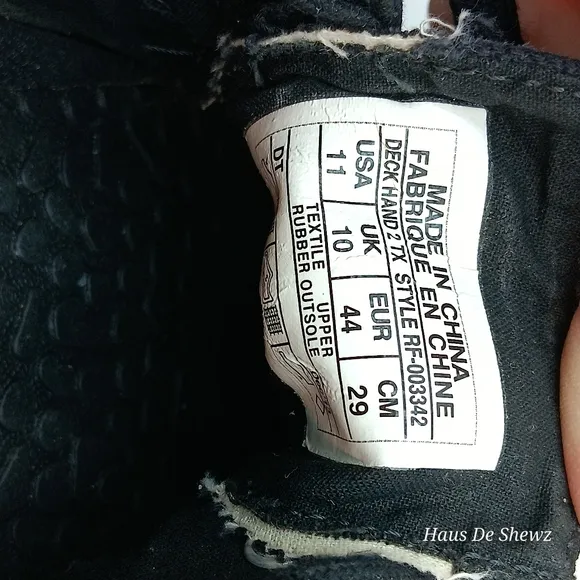 MADE IN CHINA
FABRIQUE EN CHINE
DECK HAND 2 TX STYLE RF-003342
USA UK EUR CM
11 10 44 29
TEXTILE UPPER
RUBBER OUTSOLE
DT
Haus De Shewz